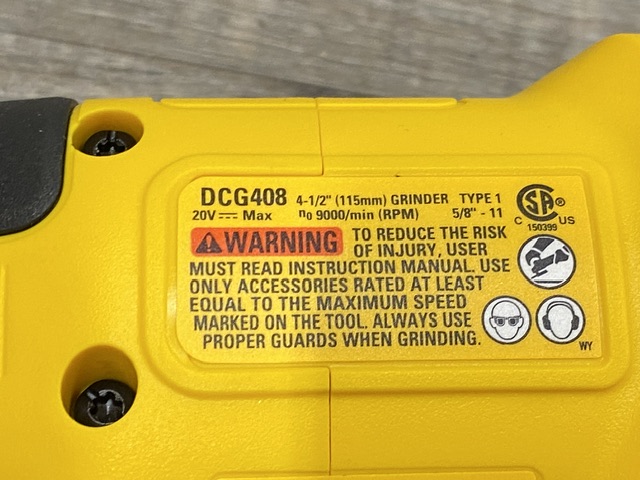 DCG408 4-1/2" (115mm) GRINDER TYPE 1
20V ⎓ Max n₀ 9000/min (RPM) 5/8" - 11
C SA ® C US
150399
⚠WARNING TO REDUCE THE RISK
OF INJURY, USER
MUST READ INSTRUCTION MANUAL. USE
ONLY ACCESSORIES RATED AT LEAST
EQUAL TO THE MAXIMUM SPEED
MARKED ON THE TOOL. ALWAYS USE
PROPER GUARDS WHEN GRINDING.
WY